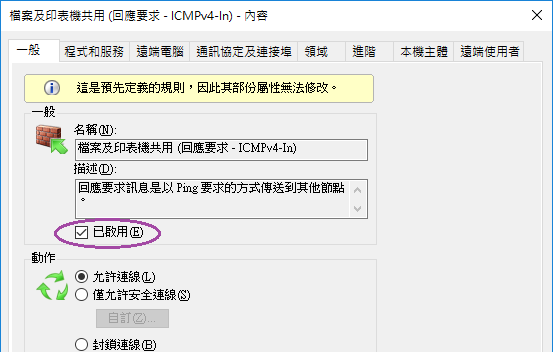 檔案及印表機共用 (回應要求 - ICMPv4-In) - 內容
一般 程式和服務 遠端電腦 通訊協定及連接埠 領域 進階 本機主體 遠端使用者
這是預先定義的規則，因此其部份屬性無法修改。
一般
名稱(N):
檔案及印表機共用 (回應要求 - ICMPv4-In)
描述(D):
回應要求訊息是以 Ping 要求的方式傳送到其他節點
。
已啟用(E)
動作
允許連線(L)
僅允許安全連線(S)
自訂(Z)...
封鎖連線(B)